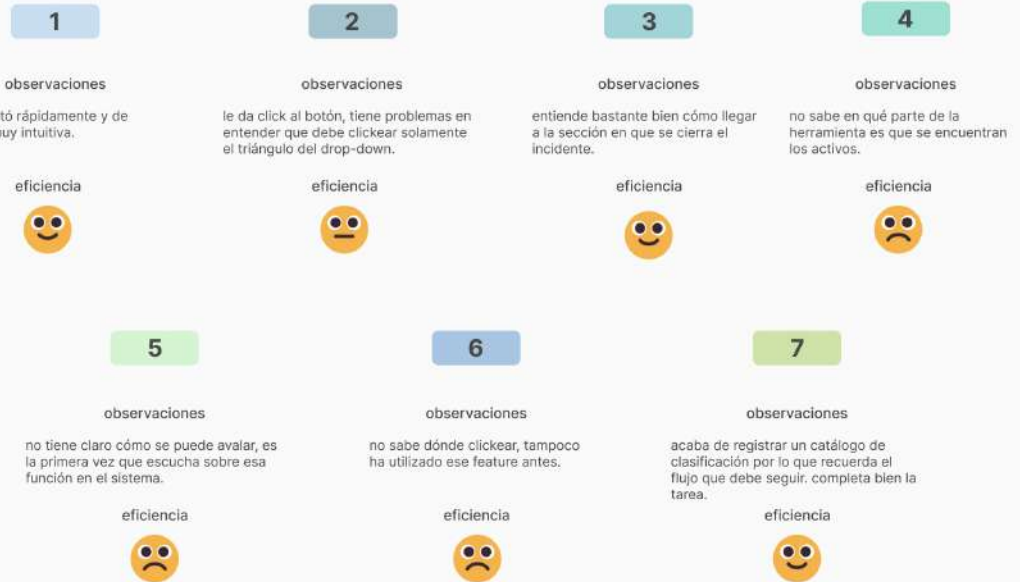 1
observaciones
rápidamente y de
intuitiva.
eficiencia
2
observaciones
le da click al botón, tiene problemas en
entender que debe clickear solamente
el triángulo del drop-down.
eficiencia
3
observaciones
entiende bastante bien cómo llegar
a la sección en que se cierra el
incidente.
eficiencia
4
observaciones
no sabe en qué parte de la
herramienta es que se encuentran
los activos.
eficiencia
5
observaciones
no tiene claro cómo se puede avalar, es
la primera vez que escucha sobre esa
función en el sistema.
eficiencia
6
observaciones
no sabe dónde clickear, tampoco
ha utilizado ese feature antes.
eficiencia
7
observaciones
acaba de registrar un catálogo de
clasificación por lo que recuerda el
flujo que debe seguir. completa bien la
tarea.
eficiencia